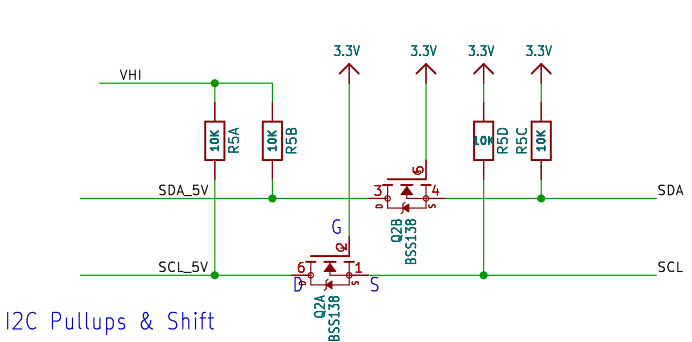 3.3V 3.3V 3.3V 3.3V
VHI
10K R5A 10K R5B 10K R5D R5C 10K
5
SDA_5V 3 4 SDA
D S
Q2B
BSS138
G
2
SCL_5V 6 1 SCL
D D S S
Q2A
BSS138
I2C Pullups & Shift